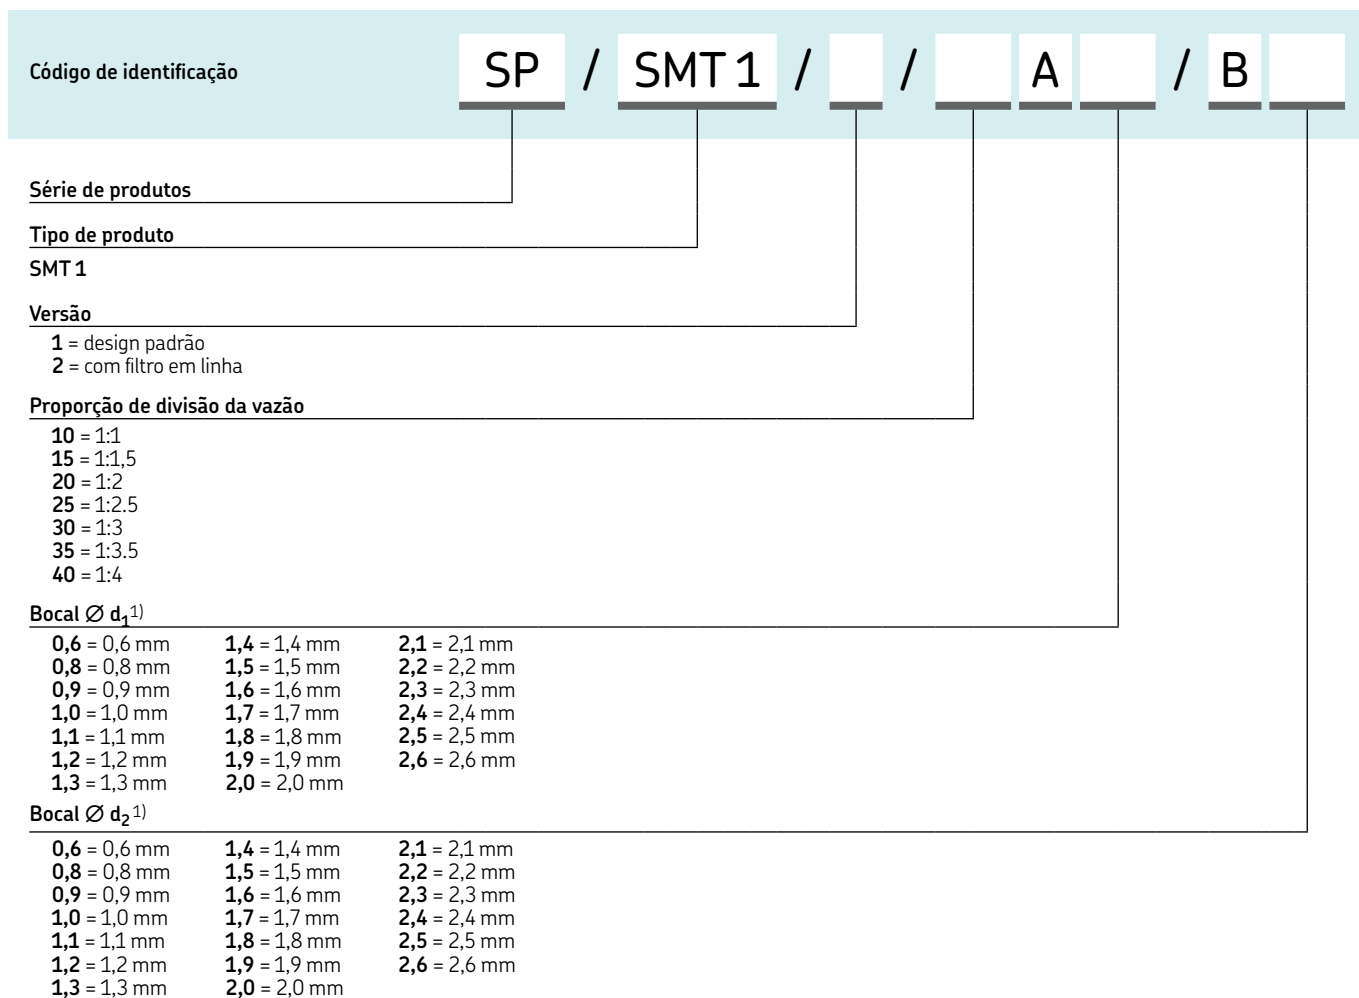 Código de identificação SP / SMT 1 / / A / B
Série de produtos
Tipo de produto
SMT 1
Versão
1 = design padrão
2 = com filtro em linha
Proporção de divisão da vazão
10 = 1:1
15 = 1:1,5
20 = 1:2
25 = 1:2.5
30 = 1:3
35 = 1:3.5
40 = 1:4
Bocal Ø d1 1)
0,6 = 0,6 mm 1,4 = 1,4 mm 2,1 = 2,1 mm
0,8 = 0,8 mm 1,5 = 1,5 mm 2,2 = 2,2 mm
0,9 = 0,9 mm 1,6 = 1,6 mm 2,3 = 2,3 mm
1,0 = 1,0 mm 1,7 = 1,7 mm 2,4 = 2,4 mm
1,1 = 1,1 mm 1,8 = 1,8 mm 2,5 = 2,5 mm
1,2 = 1,2 mm 1,9 = 1,9 mm 2,6 = 2,6 mm
1,3 = 1,3 mm 2,0 = 2,0 mm
Bocal Ø d2 1)
0,6 = 0,6 mm 1,4 = 1,4 mm 2,1 = 2,1 mm
0,8 = 0,8 mm 1,5 = 1,5 mm 2,2 = 2,2 mm
0,9 = 0,9 mm 1,6 = 1,6 mm 2,3 = 2,3 mm
1,0 = 1,0 mm 1,7 = 1,7 mm 2,4 = 2,4 mm
1,1 = 1,1 mm 1,8 = 1,8 mm 2,5 = 2,5 mm
1,2 = 1,2 mm 1,9 = 1,9 mm 2,6 = 2,6 mm
1,3 = 1,3 mm 2,0 = 2,0 mm